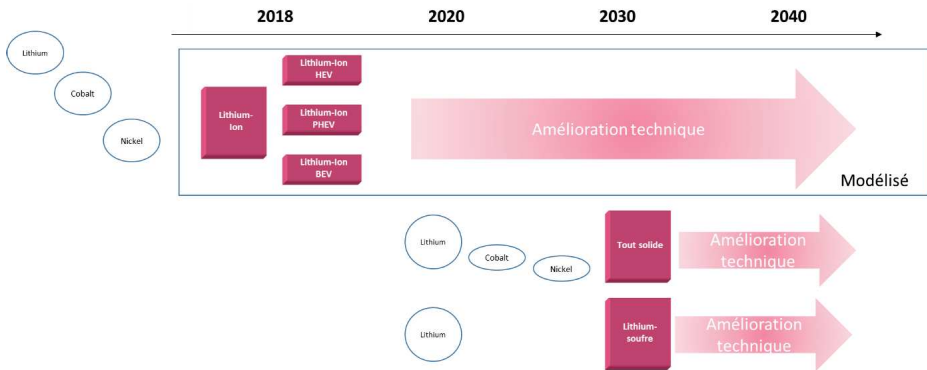 2018 2020 2030 2040
Lithium
Cobalt
Nickel
Lithium-
Ion
Lithium-Ion
HEV
Lithium-Ion
PHEV
Lithium-Ion
BEV
Amélioration technique
Modélisé
Lithium
Cobalt
Nickel
Tout solide
Amélioration
technique
Lithium
Lithium-
soufre
Amélioration
technique